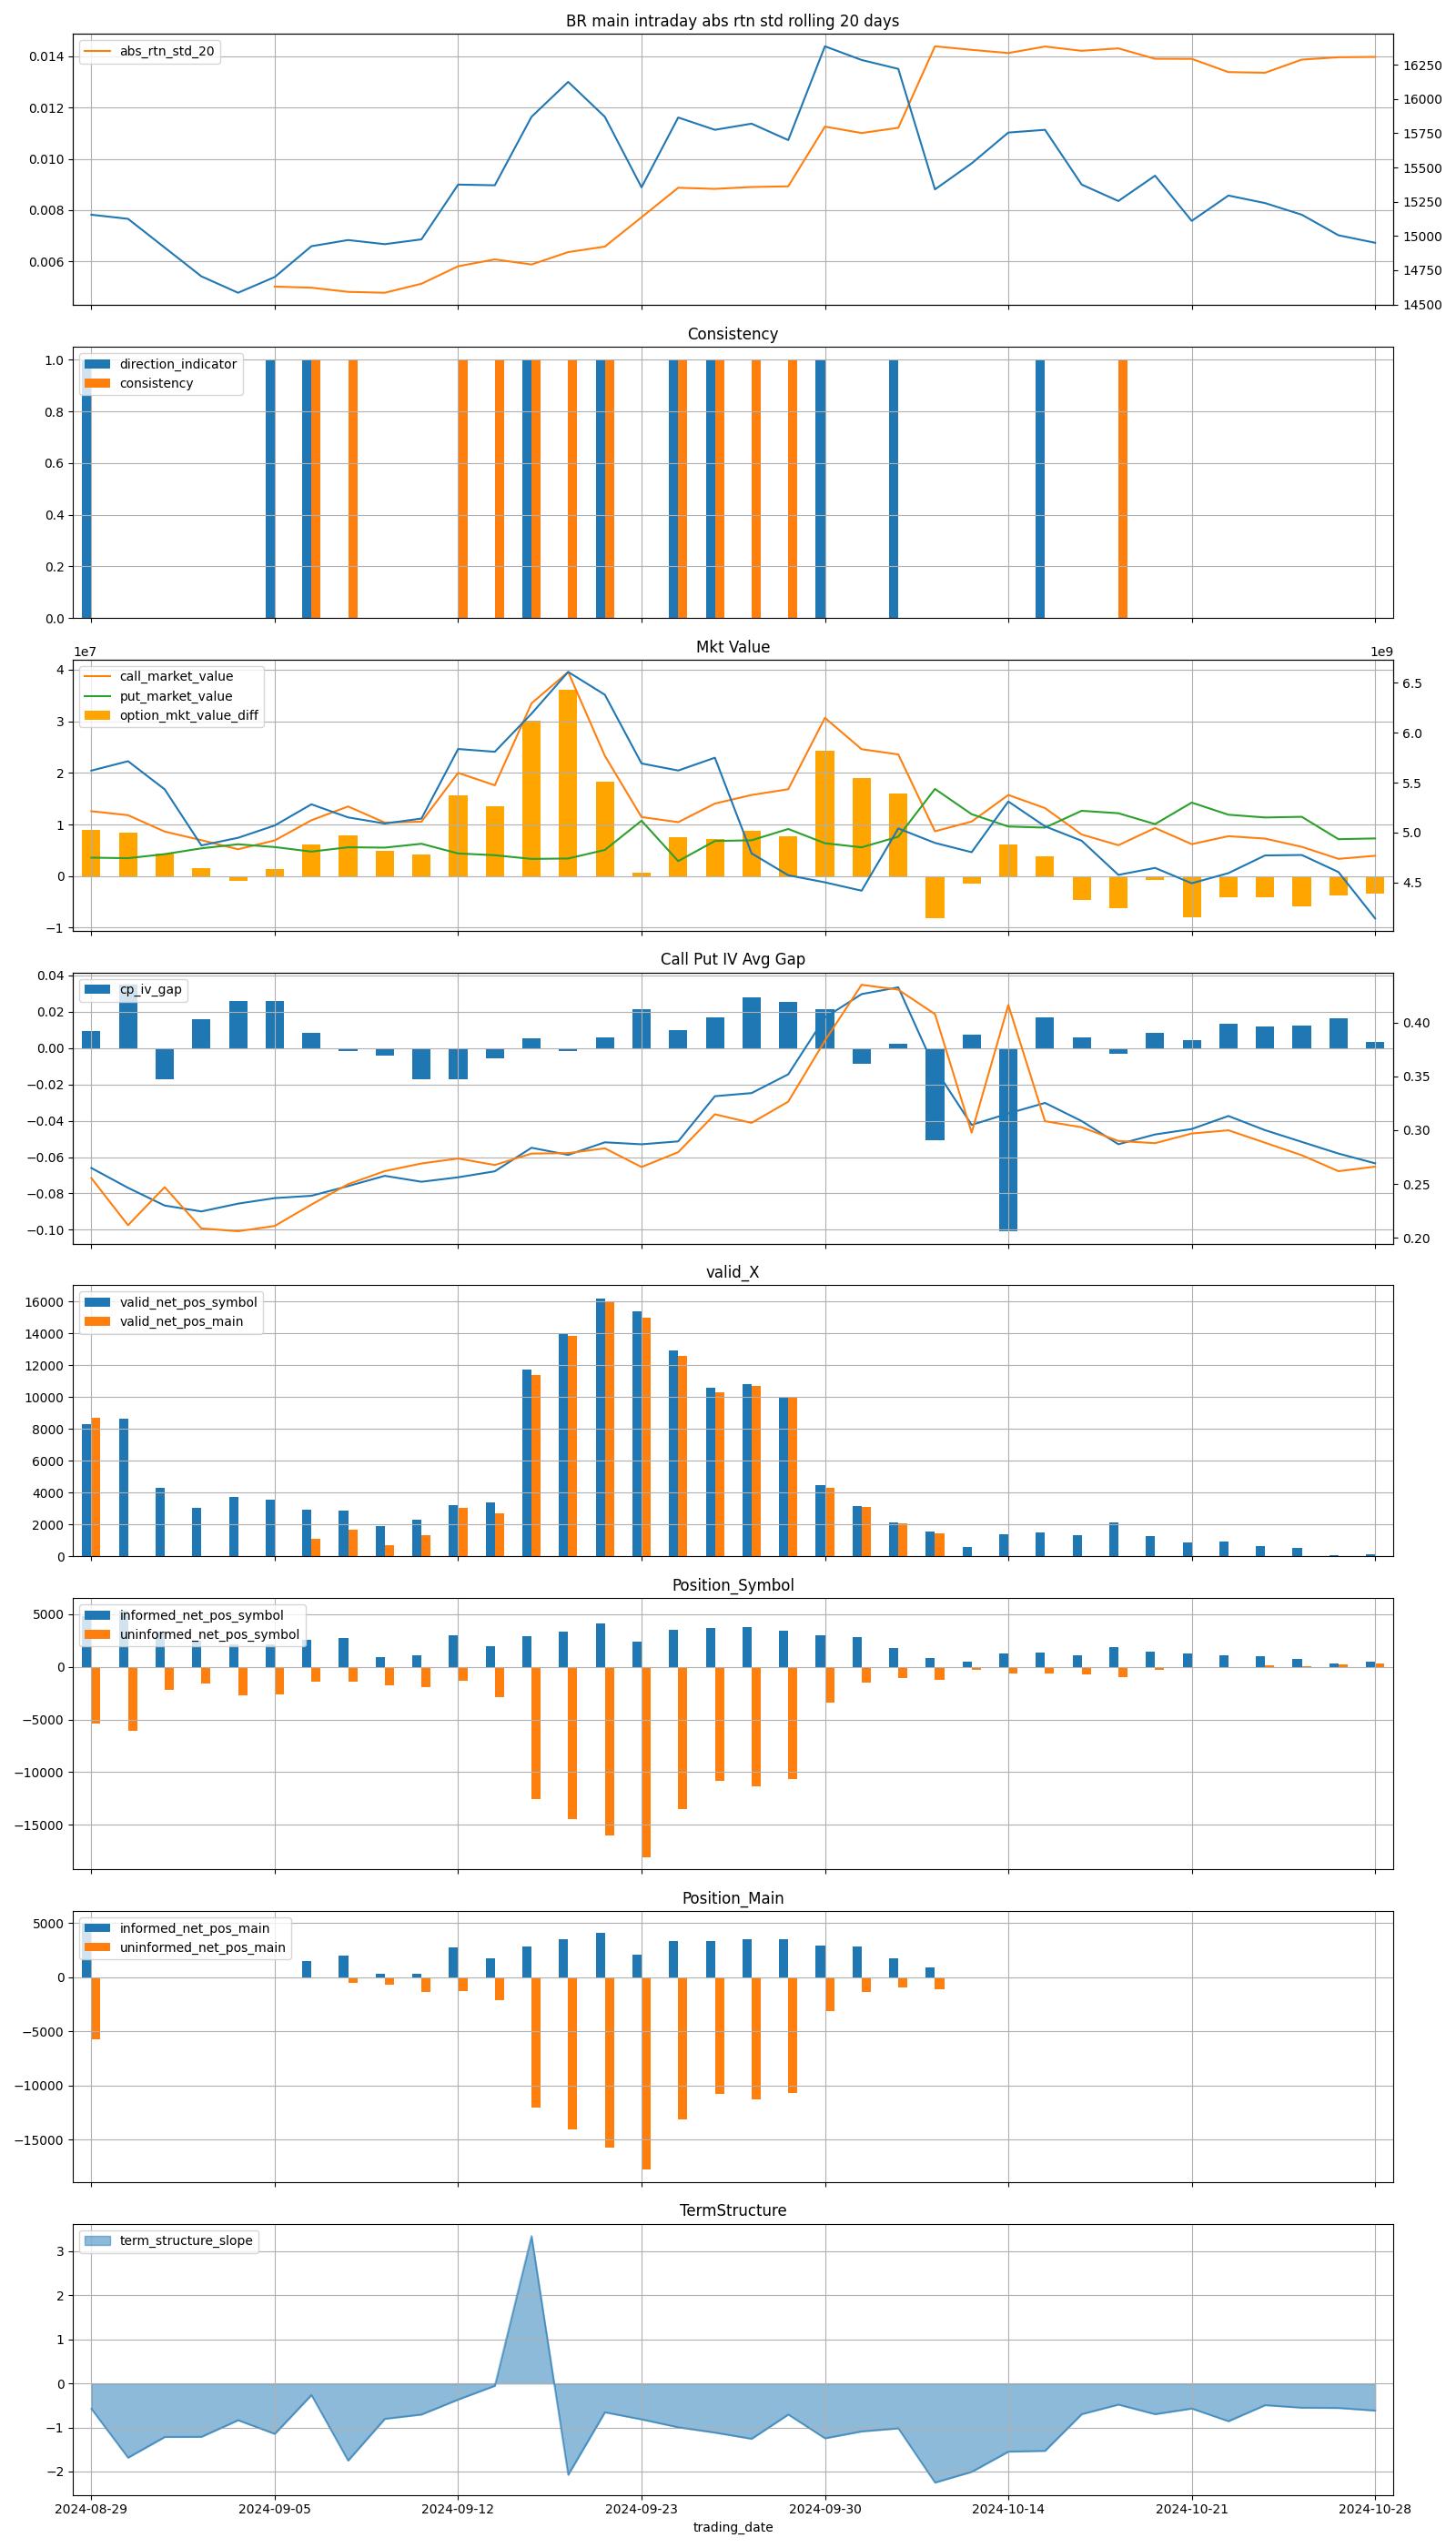 BR main intraday abs rtn std rolling 20 days
abs_rtn_std_20
0.014
0.012
0.010
0.008
0.006
16250
16000
15750
15500
15250
15000
14750
14500
Consistency
direction_indicator
consistency
1.0
0.8
0.6
0.4
0.2
0.0
Mkt Value
1e7
1e9
call_market_value
put_market_value
option_mkt_value_diff
4
3
2
1
0
−1
6.5
6.0
5.5
5.0
4.5
Call Put IV Avg Gap
cp_iv_gap
0.04
0.02
0.00
−0.02
−0.04
−0.06
−0.08
−0.10
0.40
0.35
0.30
0.25
0.20
valid_X
valid_net_pos_symbol
valid_net_pos_main
16000
14000
12000
10000
8000
6000
4000
2000
0
Position_Symbol
informed_net_pos_symbol
uninformed_net_pos_symbol
5000
0
−5000
−10000
−15000
Position_Main
informed_net_pos_main
uninformed_net_pos_main
5000
0
−5000
−10000
−15000
TermStructure
term_structure_slope
3
2
1
0
−1
−2
2024-08-29 2024-09-05 2024-09-12 2024-09-23 2024-09-30 2024-10-14 2024-10-21 2024-10-28
trading_date